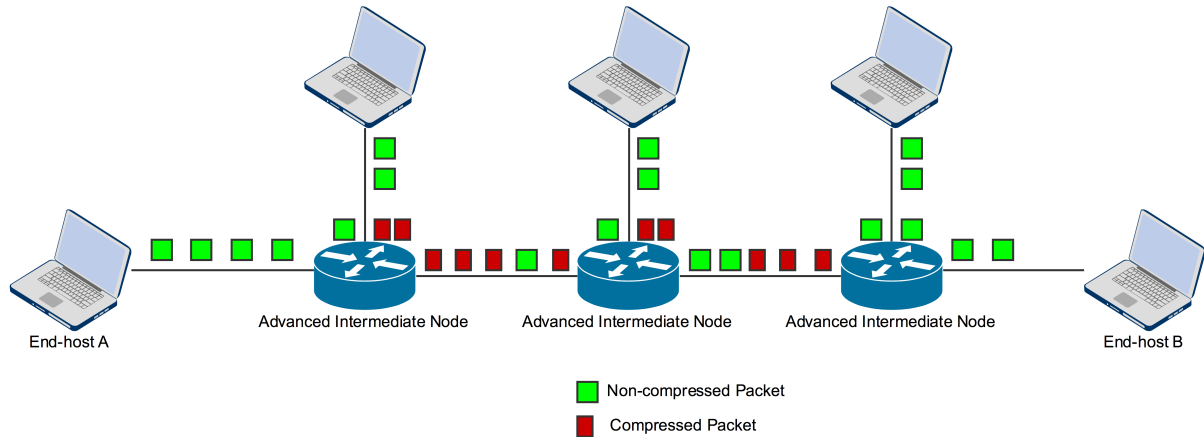 Advanced Intermediate Node
Advanced Intermediate Node
Advanced Intermediate Node
End-host A
End-host B
Non-compressed Packet
Compressed Packet